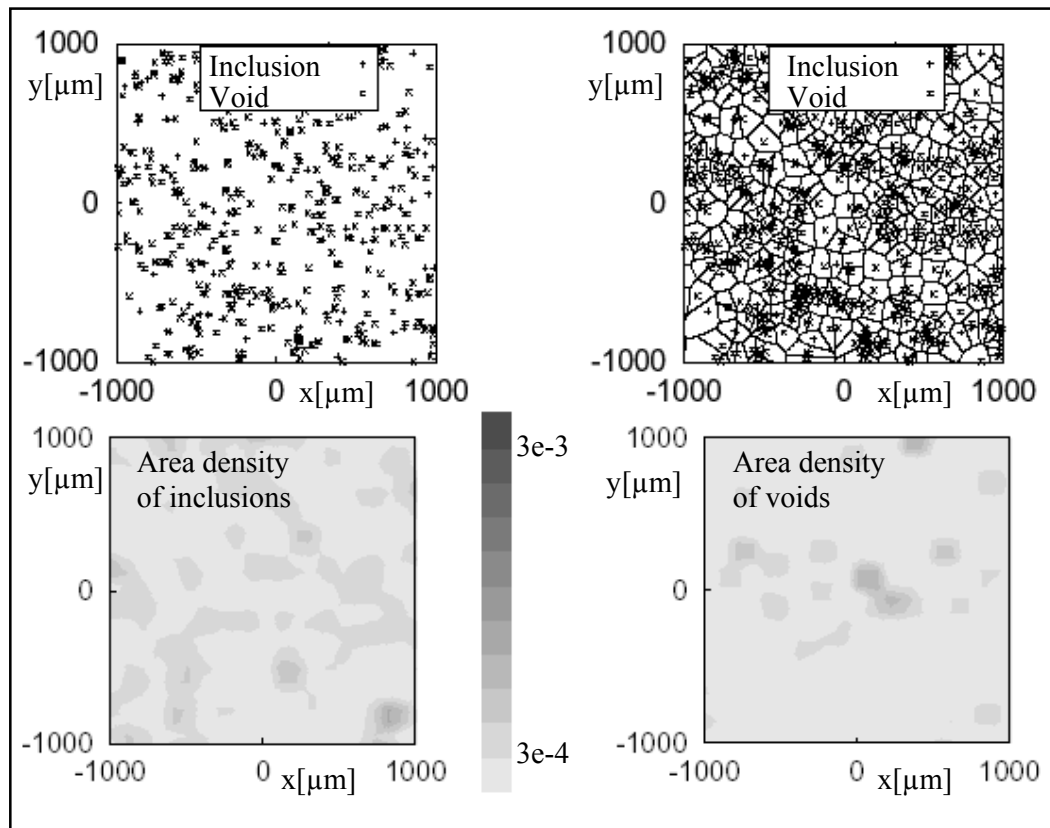 1000
y[µm]
0
-1000
-1000
0
x[µm]
1000
Inclusion
Void
1000
y[µm]
0
-1000
-1000
0
x[µm]
1000
Inclusion
Void
1000
y[µm]
0
-1000
-1000
0
x[µm]
1000
Area density
of inclusions
3e-3
3e-4
1000
y[µm]
0
-1000
-1000
0
x[µm]
1000
Area density
of voids